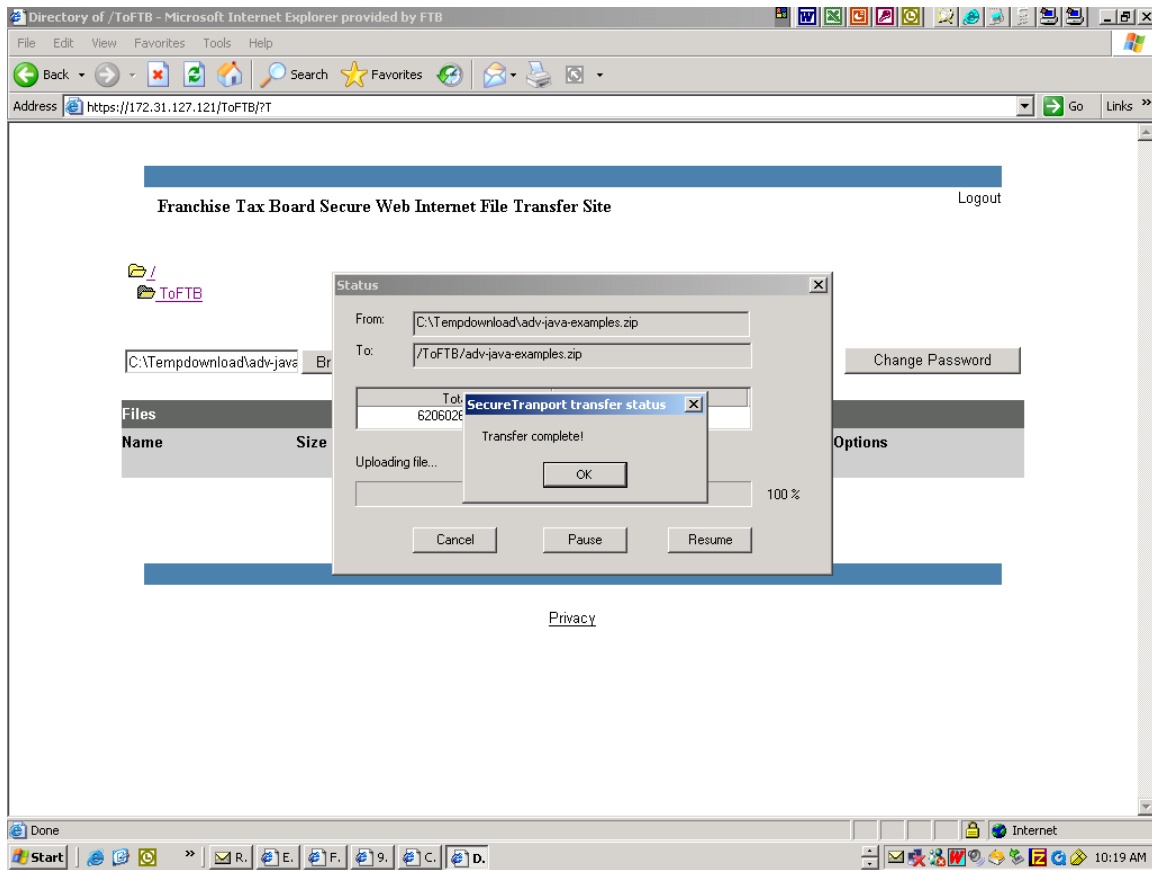 Directory of /ToFTB - Microsoft Internet Explorer provided by FTB
File Edit View Favorites Tools Help
Back Search Favorites
Address https://172.31.127.121/ToFTB/?T Go Links »
Franchise Tax Board Secure Web Internet File Transfer Site
Logout
/
ToFTB
Status
From: C:\Tempdownload\adv-java-examples.zip
To: /ToFTB/adv-java-examples.zip
C:\Tempdownload\adv-java Br
Change Password
Tot
6206026
SecureTranport transfer status
Transfer complete!
OK
Files
Name Size Options
Uploading file...
100 %
Cancel Pause Resume
Privacy
Done Internet
Start » R. E. F. 9. C. D. 10:19 AM